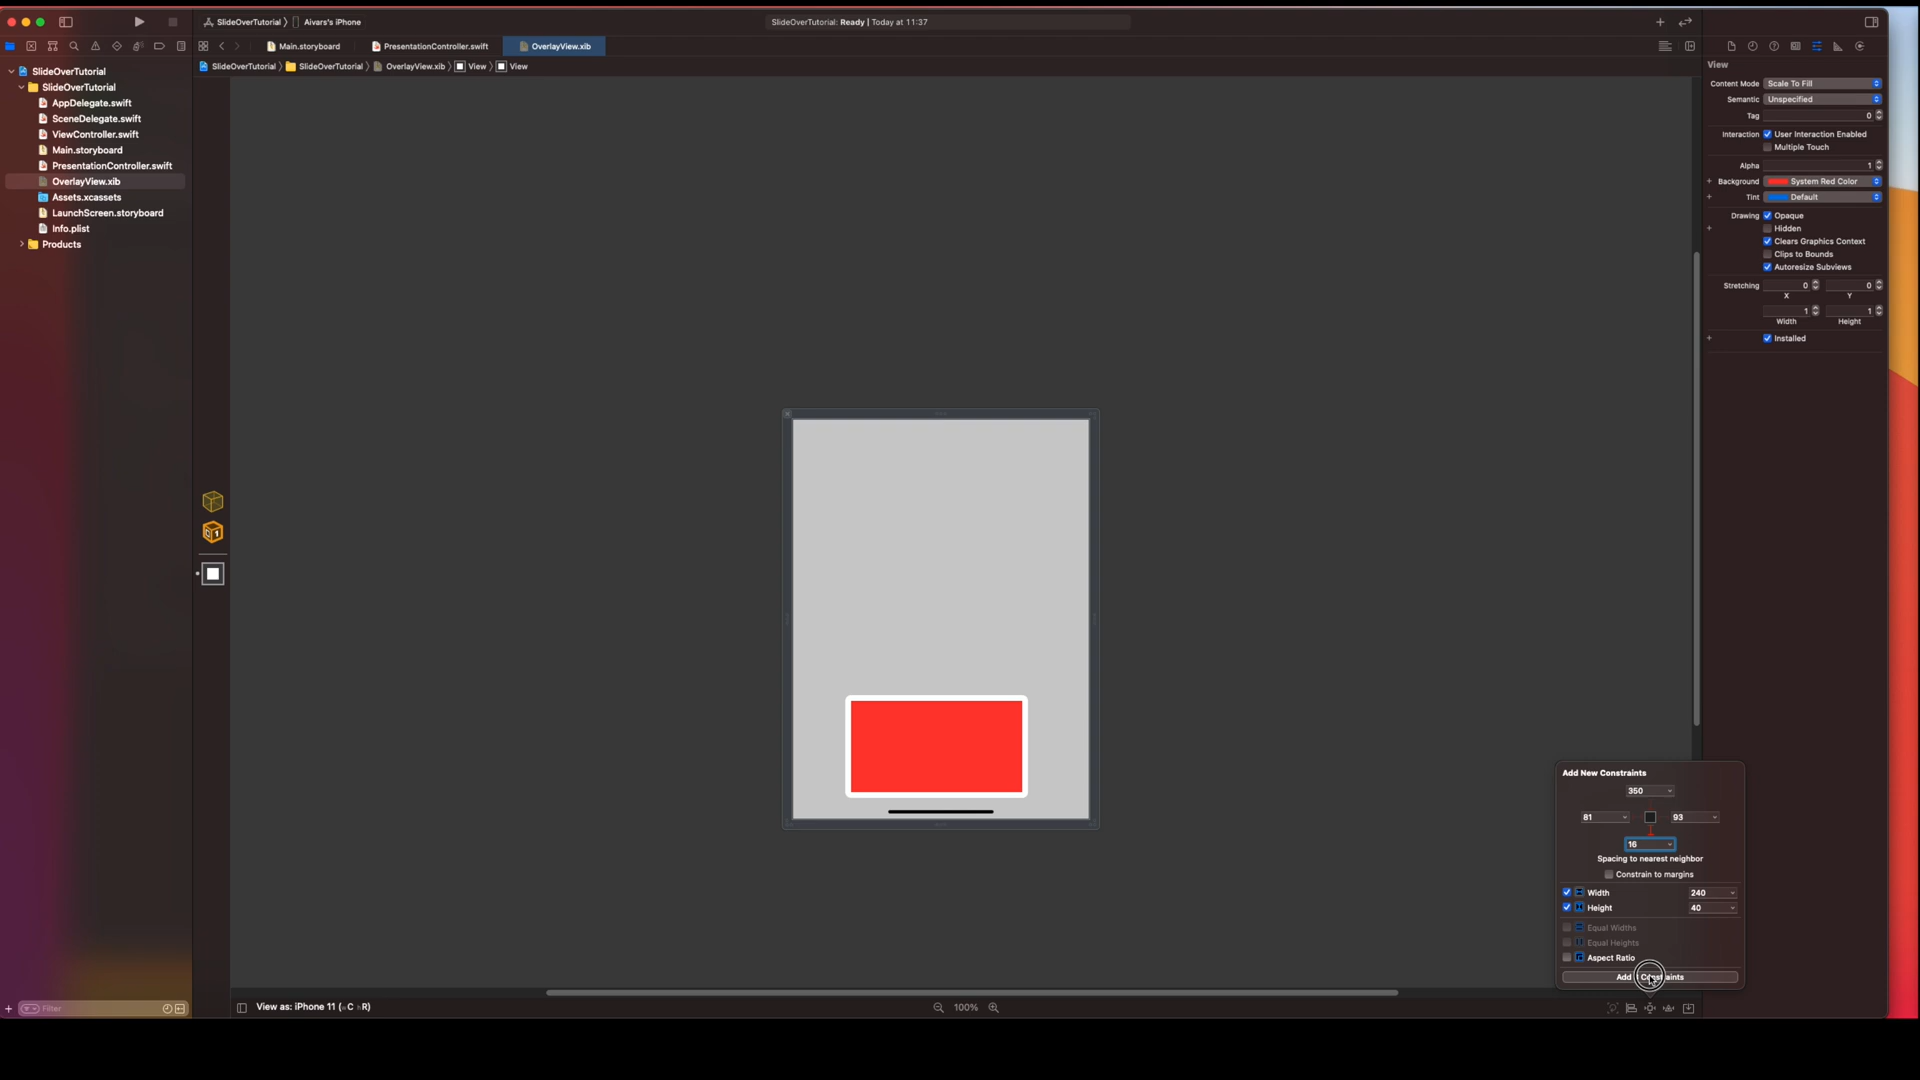 SlideOverTutorial
Aivars's iPhone
SlideOverTutorial: Ready | Today at 11:37
Main.storyboard
PresentationController.swift
OverlayView.xib
SlideOverTutorial
SlideOverTutorial
OverlayView.xib
View
View
SlideOverTutorial
SlideOverTutorial
AppDelegate.swift
SceneDelegate.swift
ViewController.swift
Main.storyboard
PresentationController.swift
OverlayView.xib
Assets.xcassets
LaunchScreen.storyboard
Info.plist
Products
View
Content Mode Scale To Fill
Semantic Unspecified
Tag 0
Interaction User Interaction Enabled
Multiple Touch
Alpha 1
+ Background System Red Color
+ Tint Default
Drawing Opaque
+ Hidden
Clears Graphics Context
Clips to Bounds
Autoresize Subviews
Stretching 0 0
X Y
1 1
Width Height
+ Installed
Add New Constraints
350
81 93
16
Spacing to nearest neighbor
Constrain to margins
Width 240
Height 40
Equal Widths
Equal Heights
Aspect Ratio
Add Constraints
Filter
View as: iPhone 11 (
C
R)
100%